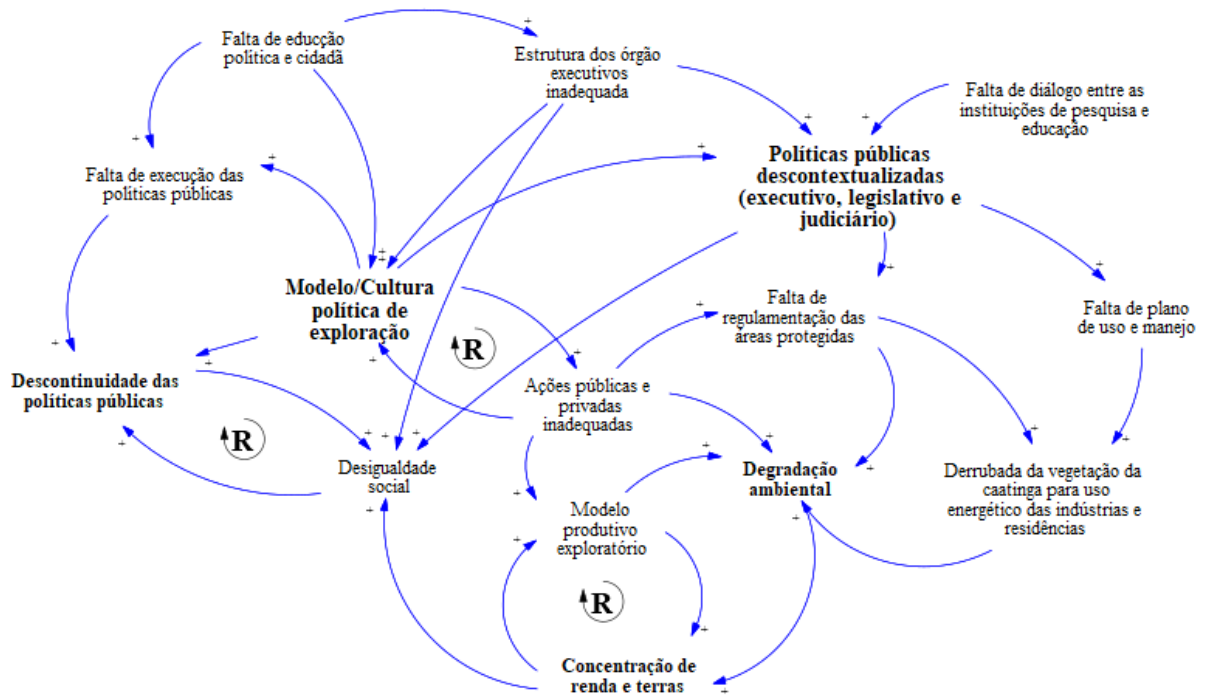 Falta de educção
política e cidadã
Estrutura dos órgão
executivos
inadequada
Falta de diálogo entre as
instituições de pesquisa e
educação
Políticas públicas
descontextualizadas
(executivo, legislativo e
judiciário)
Falta de execução das
políticas públicas
Modelo/Cultura
política de
exploração
Falta de
regulamentação das
áreas protegidas
Falta de plano
de uso e manejo
R
Descontinuidade das
políticas públicas
Ações públicas e
privadas
inadequadas
R
Desigualdade
social
Degradação
ambiental
Derrubada da vegetação da
caatinga para uso
energético das indústrias e
residências
Modelo
produtivo
exploratório
R
Concentração de
renda e terras